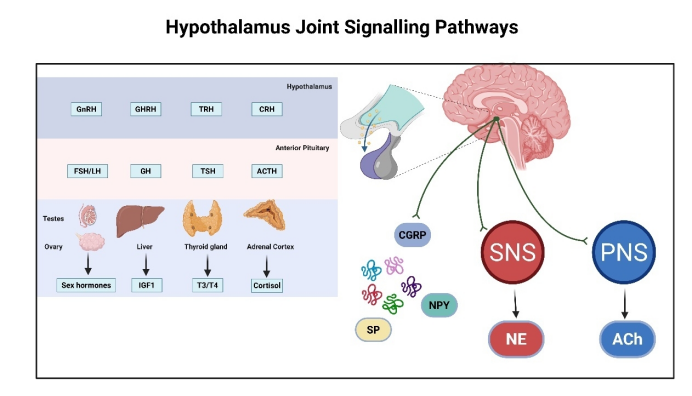 Hypothalamus Joint Signalling Pathways
Hypothalamus
GnRH GHRH TRH CRH
Anterior Pituitary
FSH/LH GH TSH ACTH
Testes
Ovary Liver Thyroid gland Adrenal Cortex
Sex hormones IGF1 T3/T4 Cortisol
CGRP
SNS PNS
NPY
SP
NE ACh